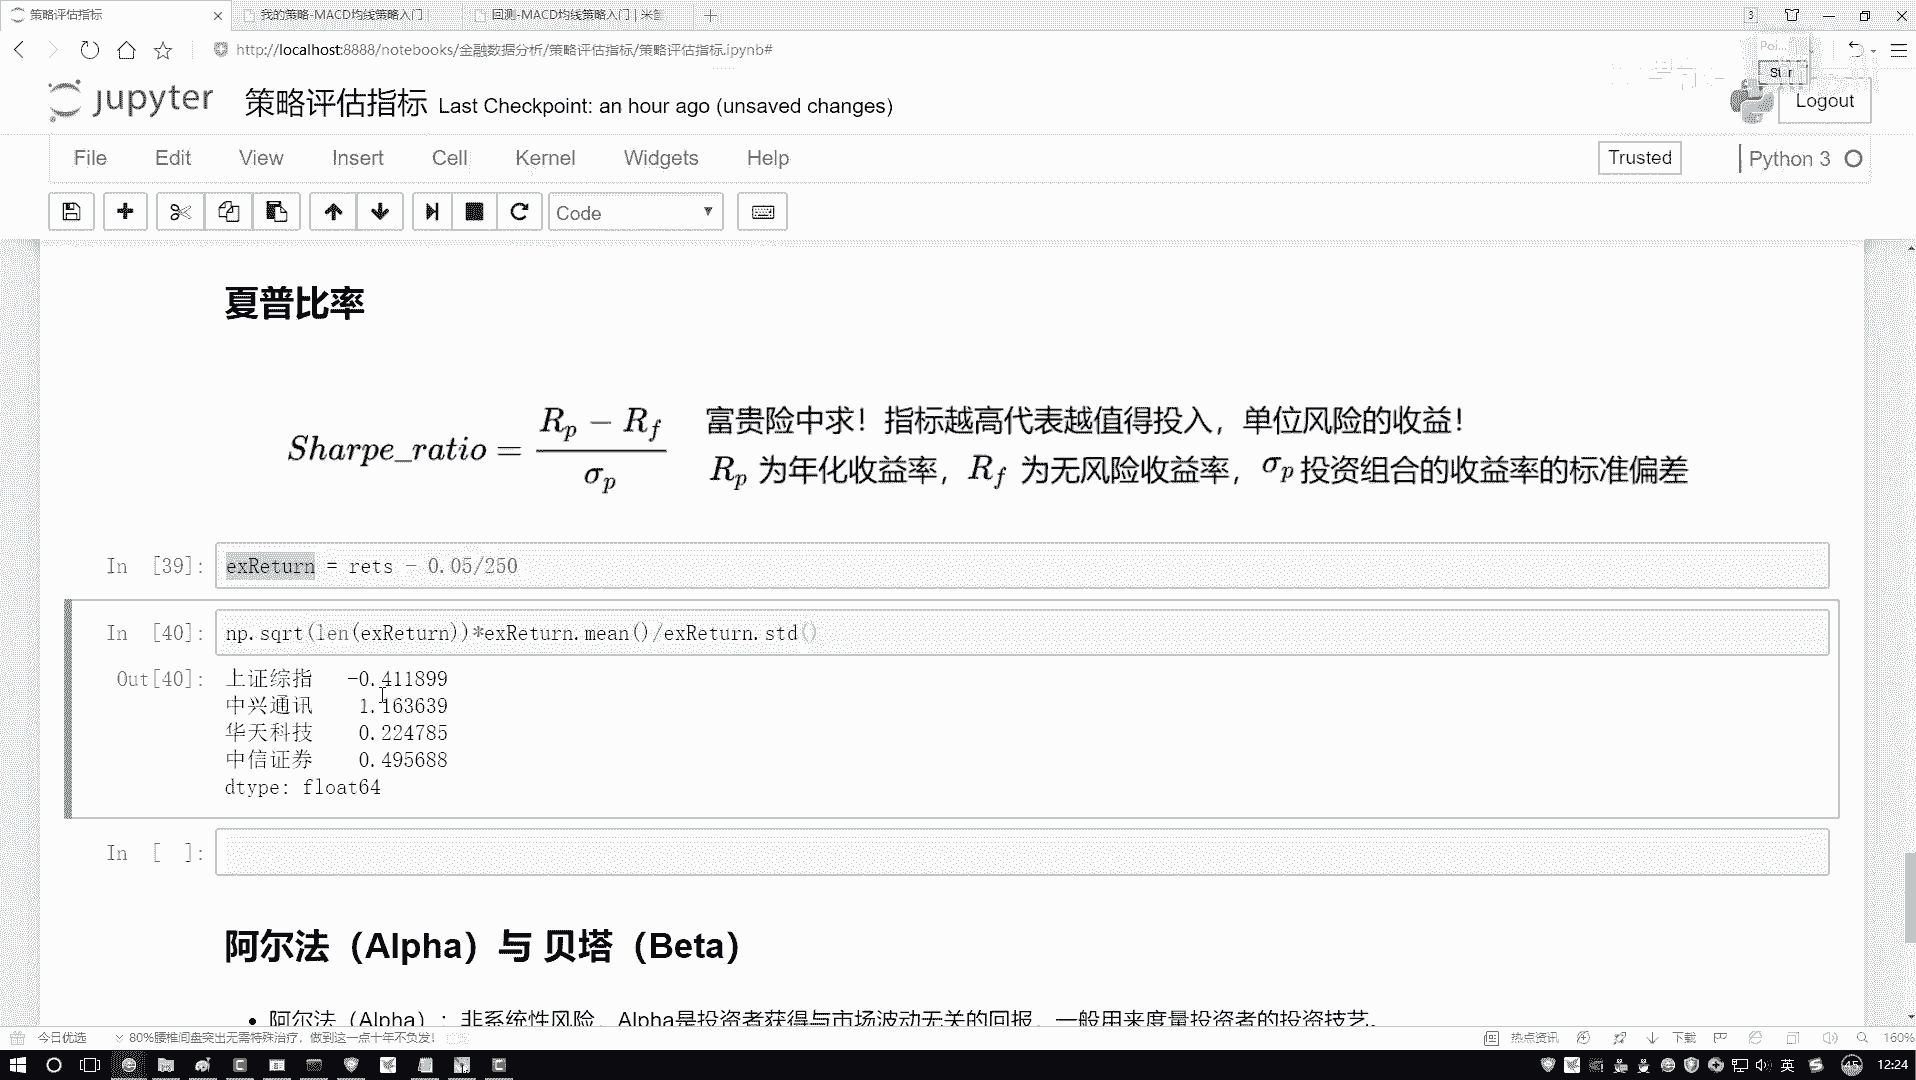 策略评估指标
我的策略-MACD均线策略入门
回测-MACD均线策略入门 | 米筐
3
http://localhost:8888/notebooks/金融数据分析/策略评估指标/策略评估指标.ipynb#
Poi...
jupyter 策略评估指标 Last Checkpoint: an hour ago (unsaved changes)
Logout
File Edit View Insert Cell Kernel Widgets Help
Trusted
Python 3
Code
夏普比率
Sharpe_ratio = (R_p − R_f) / σ_p
富贵险中求！指标越高代表越值得投入，单位风险的收益！
R_p 为年化收益率，R_f 为无风险收益率，σ_p 投资组合的收益率的标准偏差
In [39]: exReturn = rets - 0.05/250
In [40]: np.sqrt(len(exReturn))*exReturn.mean()/exReturn.std()
Out[40]: 上证综指 -0.411899
中兴通讯 1.163639
华天科技 0.224785
中信证券 0.495688
dtype: float64
In [ ]:
阿尔法（Alpha）与 贝塔（Beta）
阿尔法（Alpha）：非系统性风险，Alpha是投资者获得与市场波动无关的回报，一般用来度量投资者的投资技艺。
今日优选
80%腰椎间盘突出无需特殊治疗，做到这一点十年不负发！
热点资讯
下载
160%
英
45
12:24